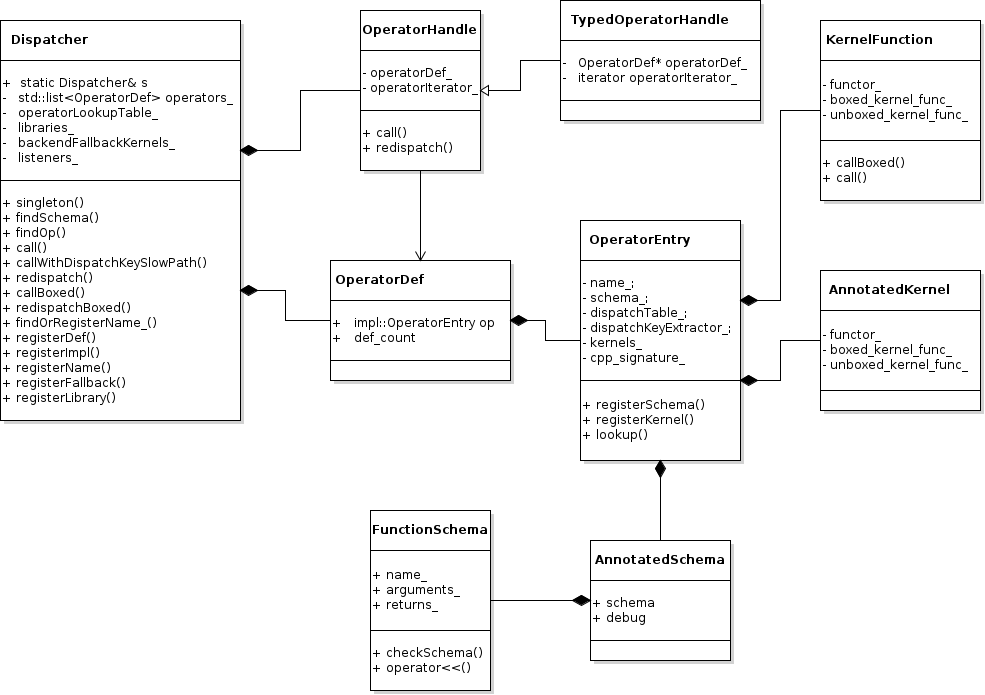 Dispatcher
+ static Dispatcher& s
- std::list<OperatorDef> operators_
- operatorLookupTable_
- libraries_
- backendFallbackKernels_
- listeners_
+ singleton()
+ findSchema()
+ findOp()
+ call()
+ callWithDispatchKeySlowPath()
+ redispatch()
+ callBoxed()
+ redispatchBoxed()
+ findOrRegisterName_()
+ registerDef()
+ registerImpl()
+ registerName()
+ registerFallback()
+ registerLibrary()
OperatorHandle
- operatorDef_
- operatorIterator_
+ call()
+ redispatch()
TypedOperatorHandle
- OperatorDef* operatorDef_
- iterator operatorIterator_
KernelFunction
- functor_
- boxed_kernel_func_
- unboxed_kernel_func_
+ callBoxed()
+ call()
OperatorDef
+ impl::OperatorEntry op
+ def_count
OperatorEntry
- name_;
- schema_;
- dispatchTable_;
- dispatchKeyExtractor_;
- kernels_
- cpp_signature_
+ registerSchema()
+ registerKernel()
+ lookup()
AnnotatedKernel
- functor_
- boxed_kernel_func_
- unboxed_kernel_func_
FunctionSchema
+ name_
+ arguments_
+ returns_
+ checkSchema()
+ operator<<()
AnnotatedSchema
+ schema
+ debug